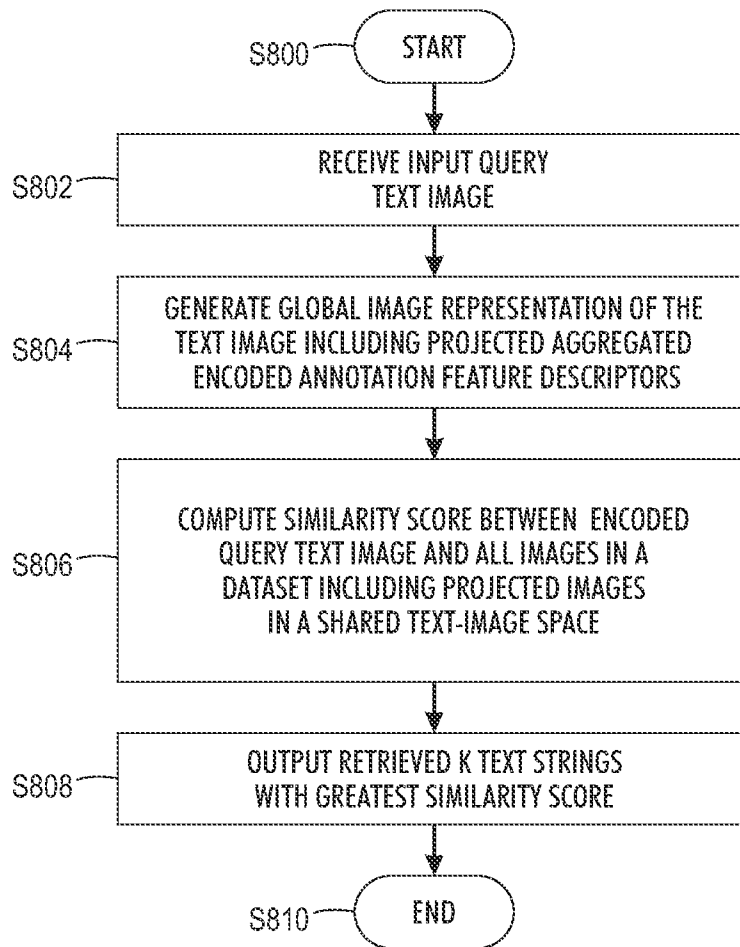 S800
START
S802
RECEIVE INPUT QUERY
TEXT IMAGE
S804
GENERATE GLOBAL IMAGE REPRESENTATION OF THE
TEXT IMAGE INCLUDING PROJECTED AGGREGATED
ENCODED ANNOTATION FEATURE DESCRIPTORS
S806
COMPUTE SIMILARITY SCORE BETWEEN ENCODED
QUERY TEXT IMAGE AND ALL IMAGES IN A
DATASET INCLUDING PROJECTED IMAGES
IN A SHARED TEXT-IMAGE SPACE
S808
OUTPUT RETRIEVED K TEXT STRINGS
WITH GREATEST SIMILARITY SCORE
S810
END